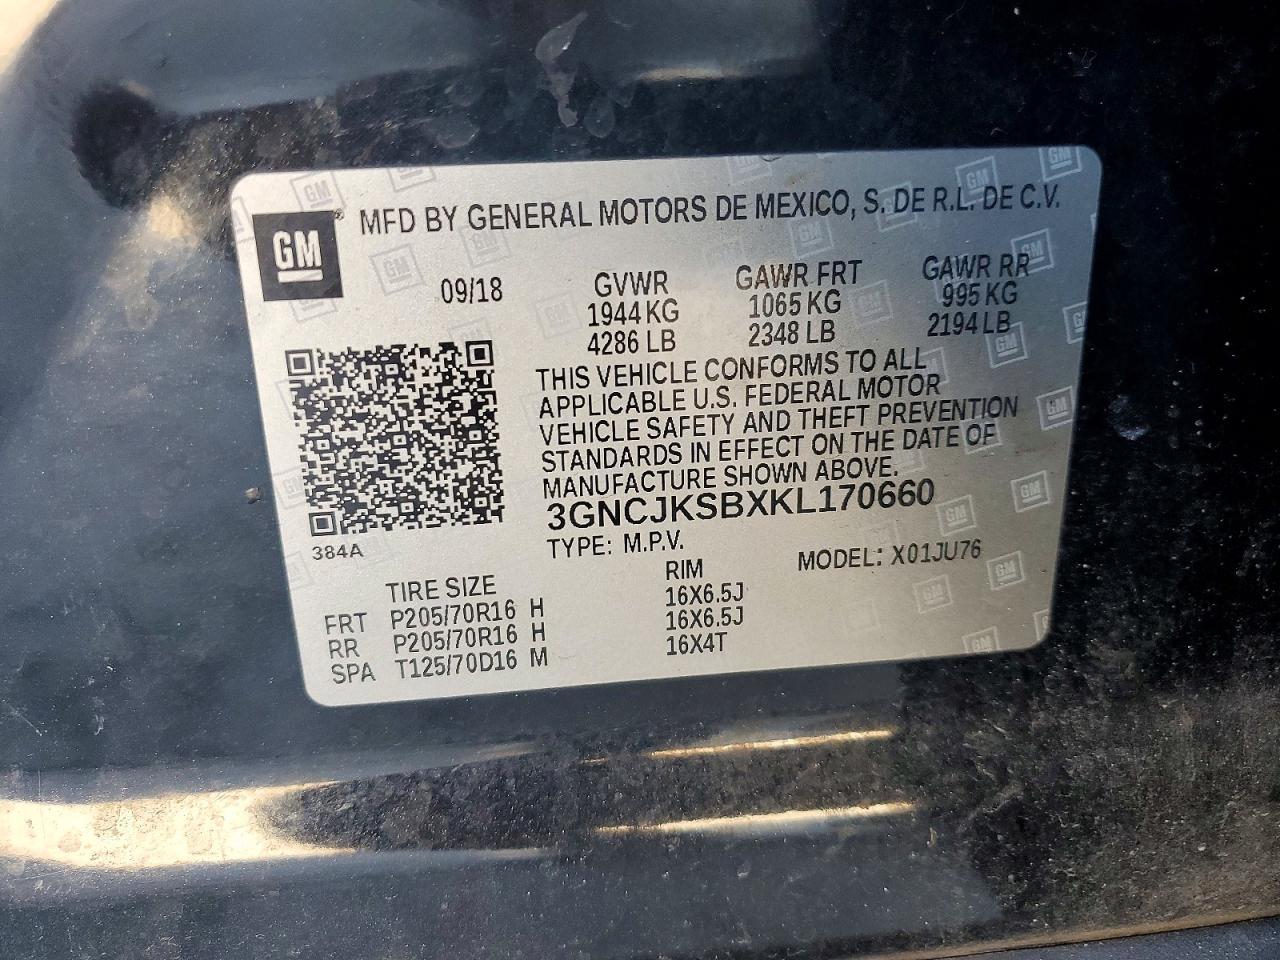 GM
MFD BY GENERAL MOTORS DE MEXICO, S. DE R.L. DE C.V.
09/18
GVWR GAWR FRT GAWR RR
1944 KG 1065 KG 995 KG
4286 LB 2348 LB 2194 LB
THIS VEHICLE CONFORMS TO ALL
APPLICABLE U.S. FEDERAL MOTOR
VEHICLE SAFETY AND THEFT PREVENTION
STANDARDS IN EFFECT ON THE DATE OF
MANUFACTURE SHOWN ABOVE.
3GNCJKSBXKL170660
384A
TYPE: M.P.V. MODEL: X01JU76
TIRE SIZE RIM
FRT P205/70R16 H 16X6.5J
RR P205/70R16 H 16X6.5J
SPA T125/70D16 M 16X4T